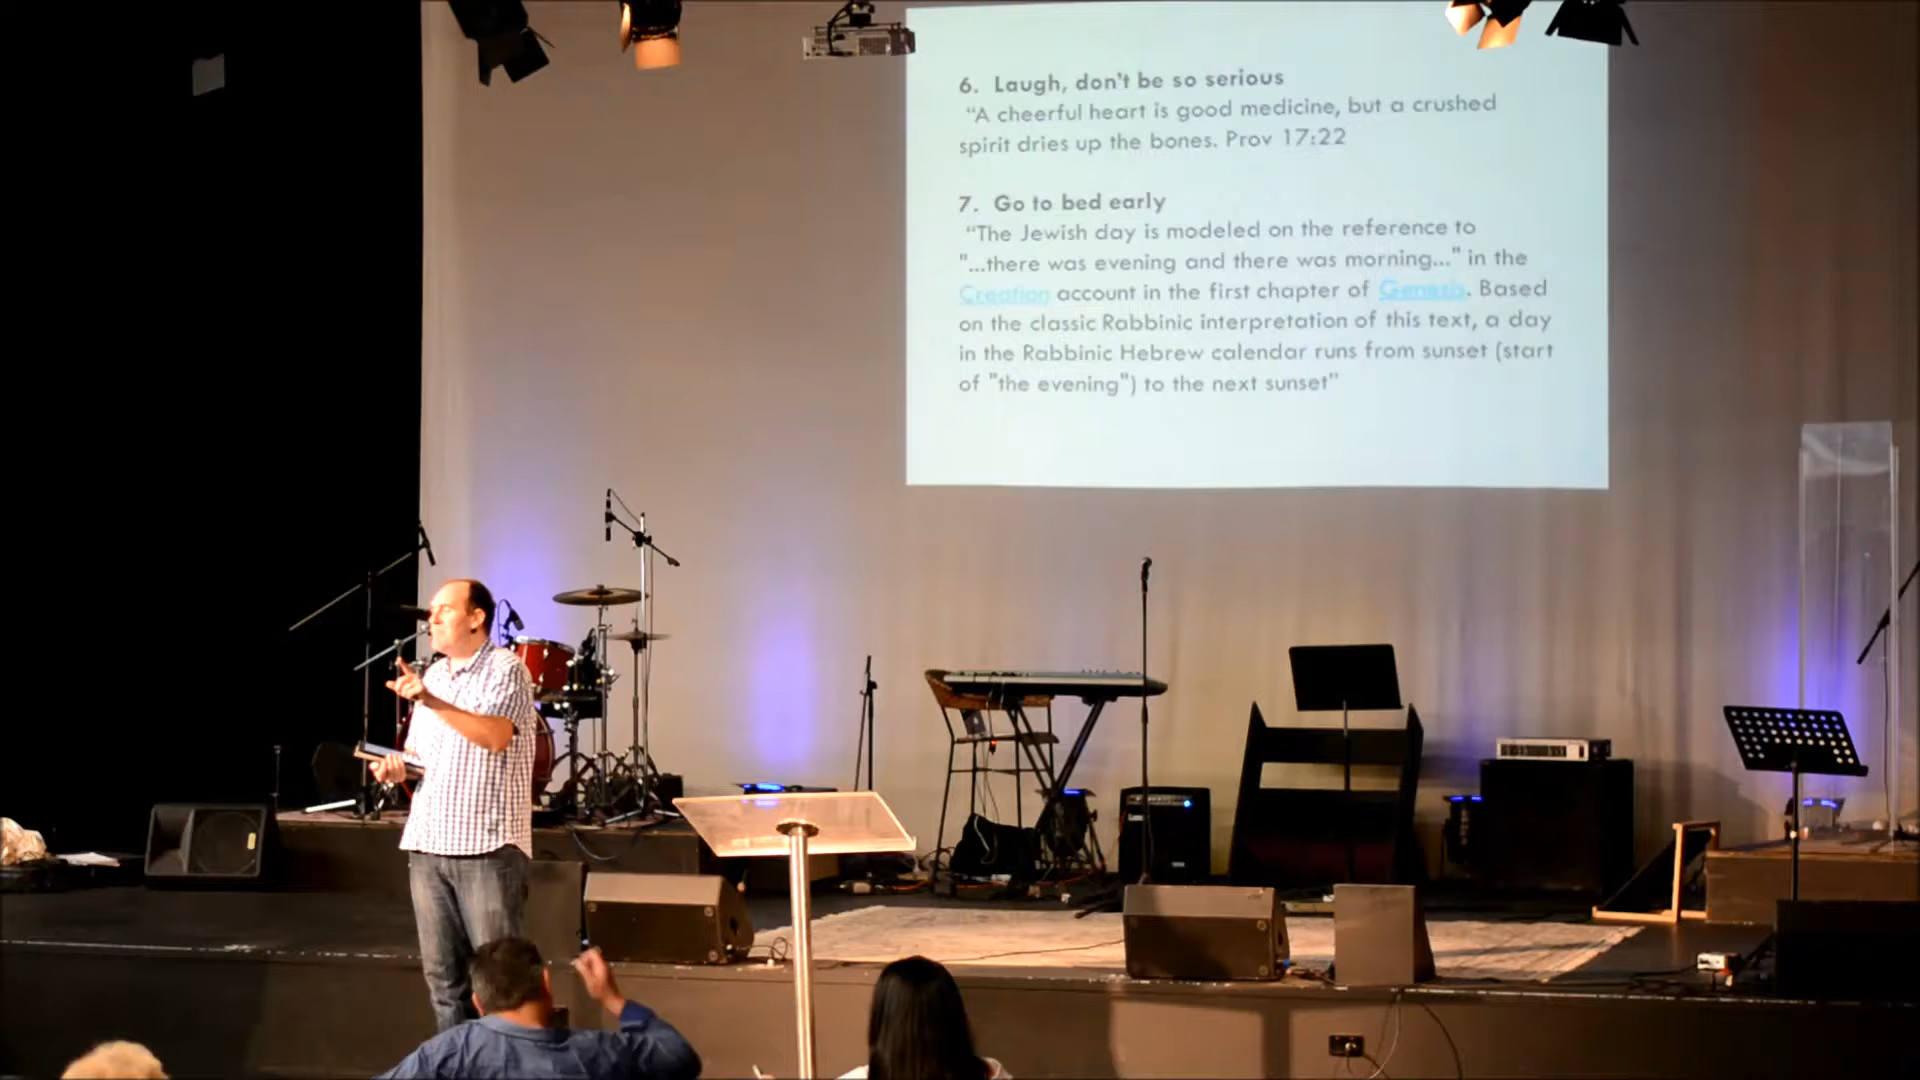 6. Laugh, don't be so serious
“A cheerful heart is good medicine, but a crushed
spirit dries up the bones. Prov 17:22
7. Go to bed early
“The Jewish day is modeled on the reference to
"...there was evening and there was morning..." in the
Creation account in the first chapter of Genesis. Based
on the classic Rabbinic interpretation of this text, a day
in the Rabbinic Hebrew calendar runs from sunset (start
of "the evening") to the next sunset”